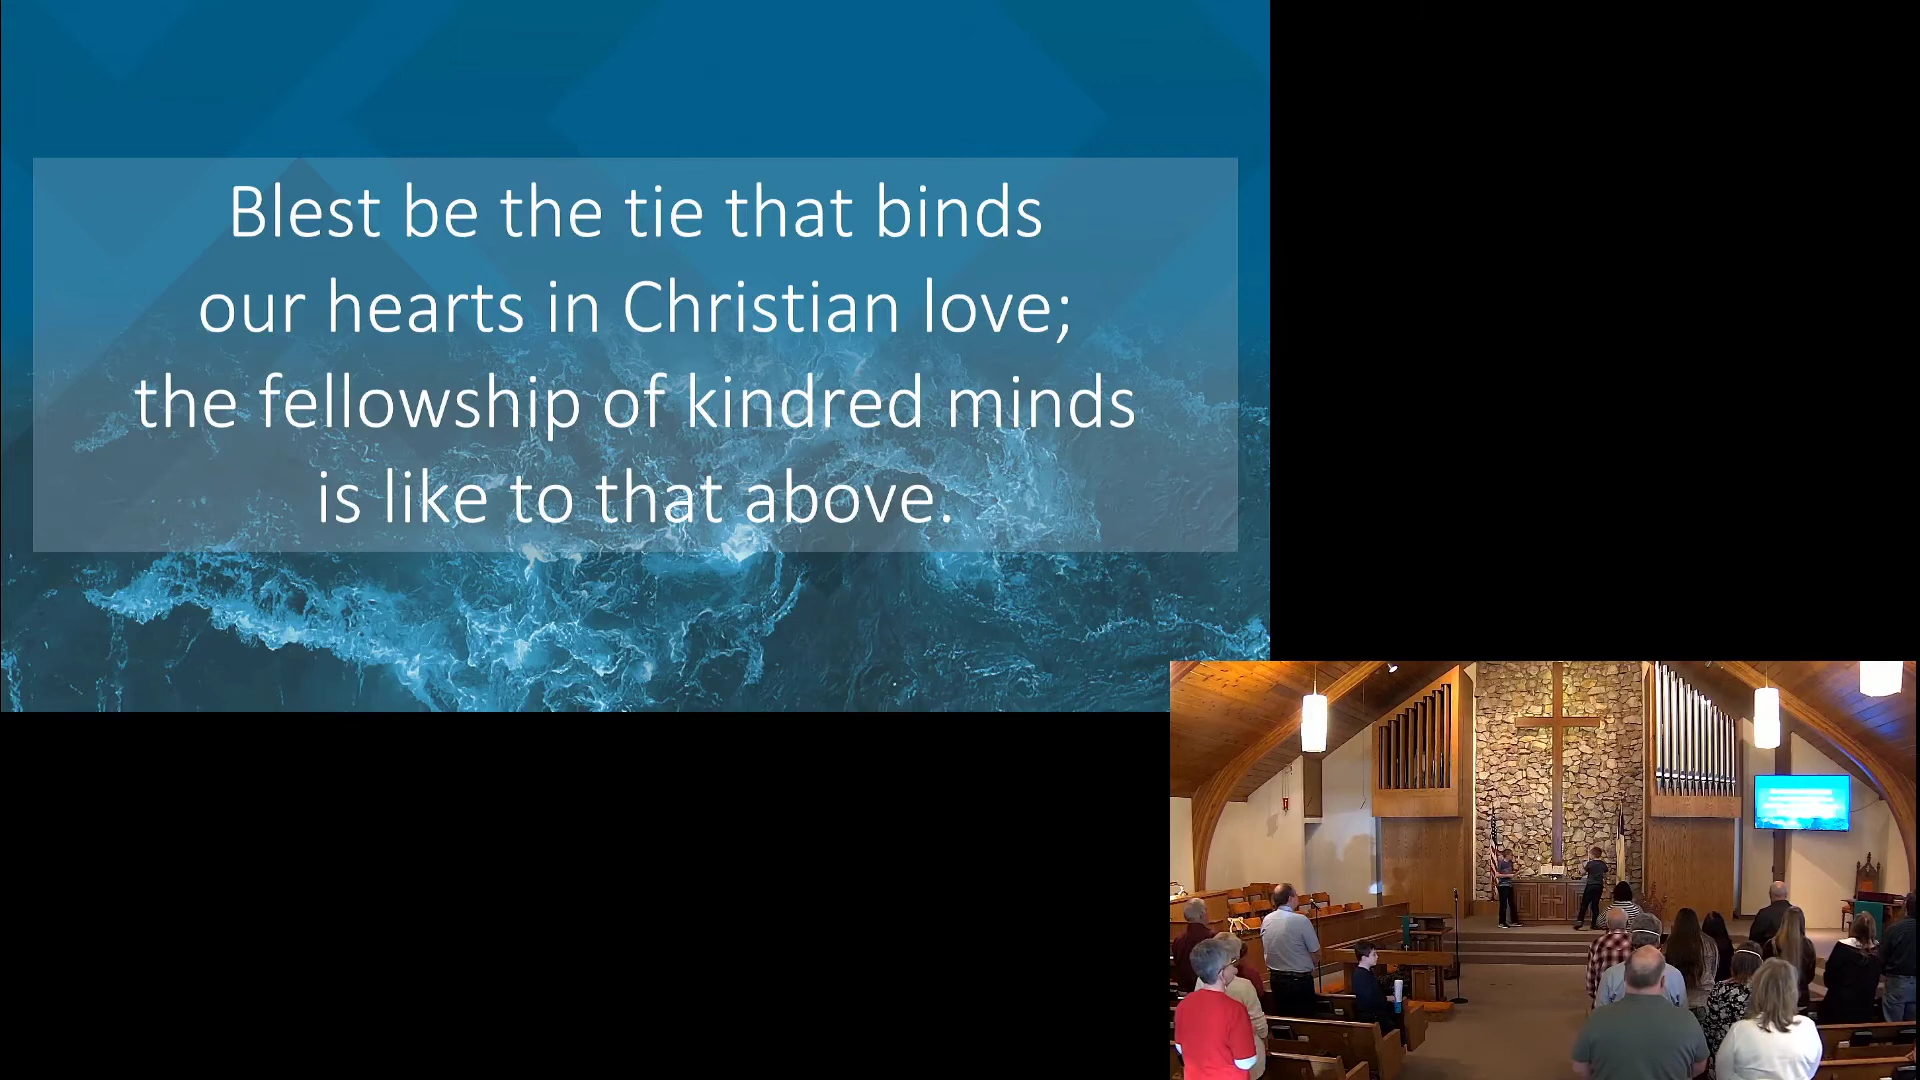 Blest be the tie that binds
our hearts in Christian love;
the fellowship of kindred minds
is like to that above.